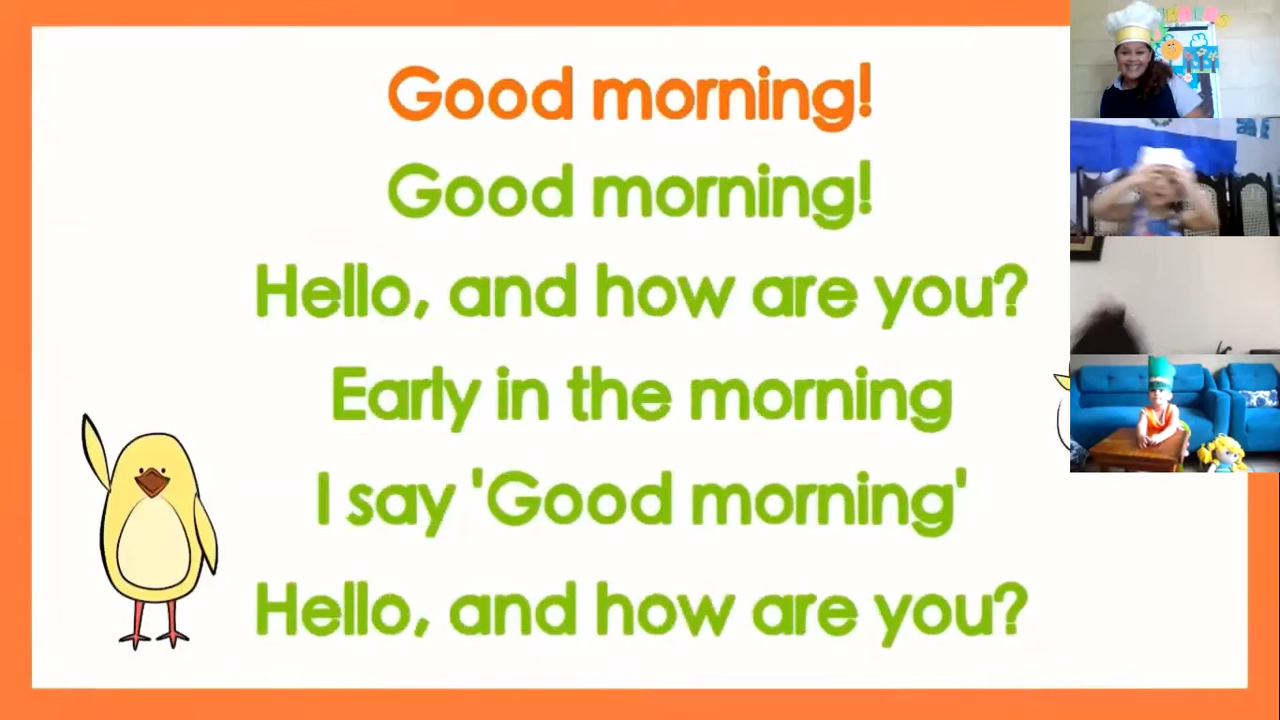 Good morning!
Good morning!
Hello, and how are you?
Early in the morning
I say 'Good morning'
Hello, and how are you?